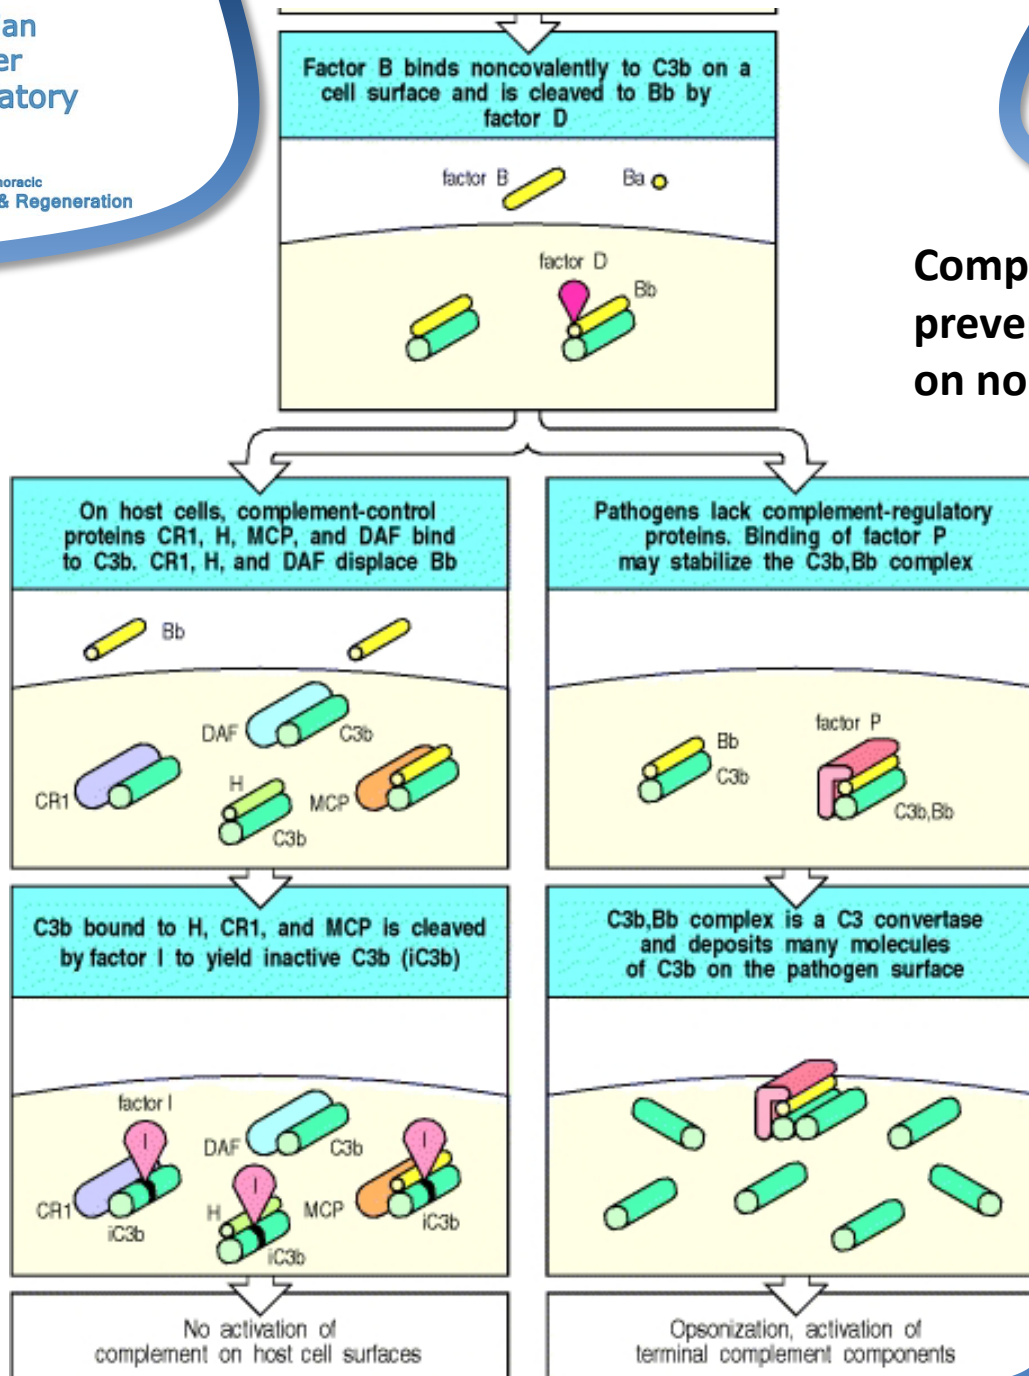 an
er
atory
horacic
& Regeneration
Factor B binds noncovalently to C3b on a
cell surface and is cleaved to Bb by
factor D
factor B
Ba
factor D
Bb
Comp
preve
on no
On host cells, complement-control
proteins CR1, H, MCP, and DAF bind
to C3b. CR1, H, and DAF displace Bb
Bb
DAF
C3b
CR1
H
MCP
C3b
Pathogens lack complement-regulatory
proteins. Binding of factor P
may stabilize the C3b,Bb complex
factor P
Bb
C3b
C3b,Bb
C3b bound to H, CR1, and MCP is cleaved
by factor I to yield inactive C3b (iC3b)
factor I
I
DAF
C3b
I
I
CR1
iC3b
H
MCP
iC3b
iC3b
C3b,Bb complex is a C3 convertase
and deposits many molecules
of C3b on the pathogen surface
No activation of
complement on host cell surfaces
Opsonization, activation of
terminal complement components